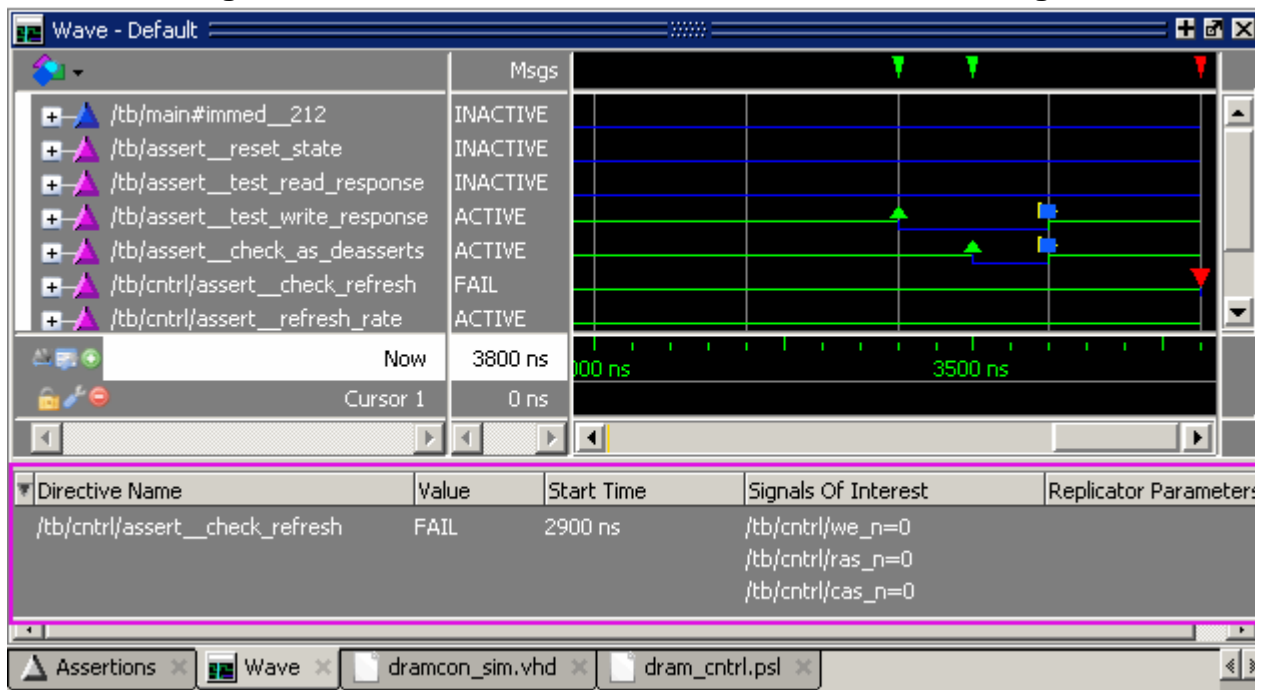 Wave - Default
Msgs
/tb/main#immed__212 INACTIVE
/tb/assert__reset_state INACTIVE
/tb/assert__test_read_response INACTIVE
/tb/assert__test_write_response ACTIVE
/tb/assert__check_as_deasserts ACTIVE
/tb/cntrl/assert__check_refresh FAIL
/tb/cntrl/assert__refresh_rate ACTIVE
Now 3800 ns 000 ns 3500 ns
Cursor 1 0 ns
Directive Name Value Start Time Signals Of Interest Replicator Parameters
/tb/cntrl/assert__check_refresh FAIL 2900 ns /tb/cntrl/we_n=0
/tb/cntrl/ras_n=0
/tb/cntrl/cas_n=0
Assertions Wave dramcon_sim.vhd dram_cntrl.psl